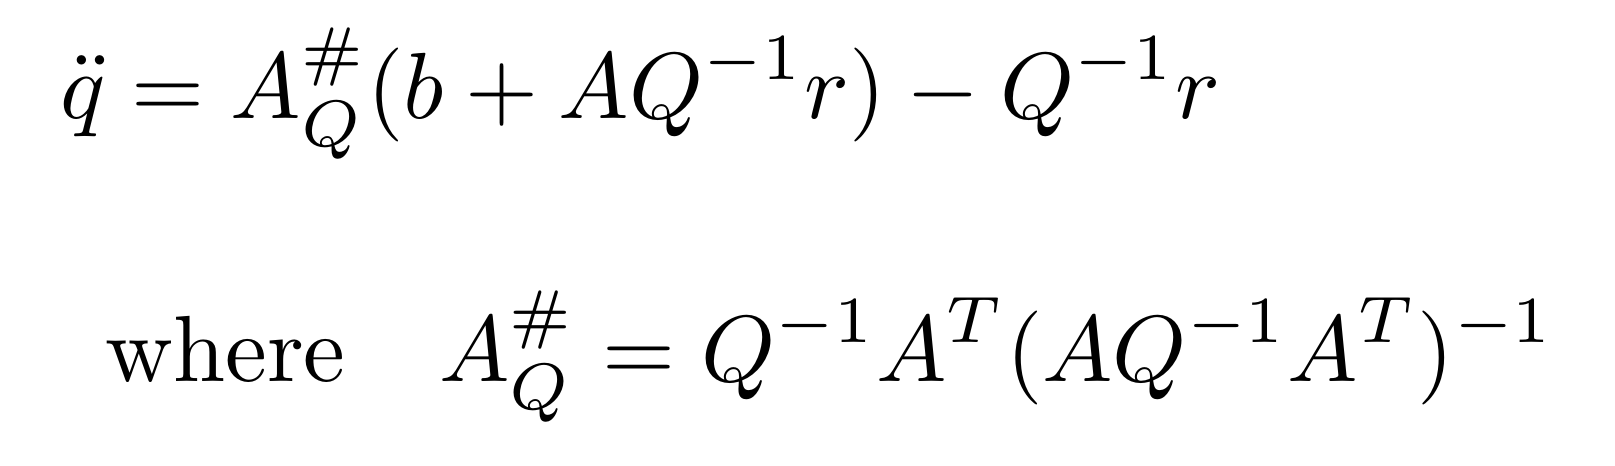 q̈ = A_Q^#(b + AQ^{-1}r) − Q^{-1}r
where A_Q^# = Q^{-1}A^T(AQ^{-1}A^T)^{-1}